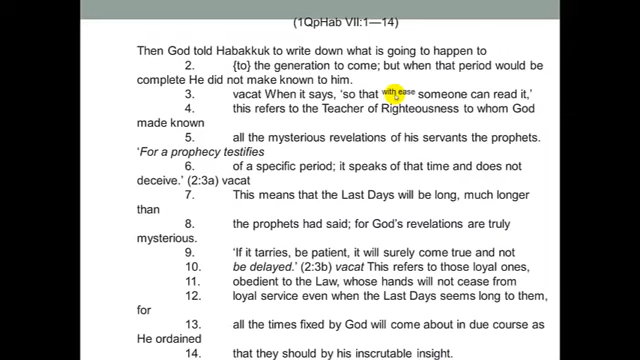 (1QpHab VII:1—14)
Then God told Habakkuk to write down what is going to happen to
2. {to} the generation to come; but when that period would be
complete He did not make known to him.
3. vacat When it says, ‘so that with ease someone can read it,’
4. this refers to the Teacher of Righteousness to whom God
made known
5. all the mysterious revelations of his servants the prophets.
‘For a prophecy testifies
6. of a specific period; it speaks of that time and does not
deceive.’ (2:3a) vacat
7. This means that the Last Days will be long, much longer
than
8. the prophets had said; for God’s revelations are truly
mysterious.
9. ‘If it tarries, be patient, it will surely come true and not
10. be delayed.’ (2:3b) vacat This refers to those loyal ones,
11. obedient to the Law, whose hands will not cease from
12. loyal service even when the Last Days seems long to them,
for
13. all the times fixed by God will come about in due course as
He ordained
14. that they should by his inscrutable insight.